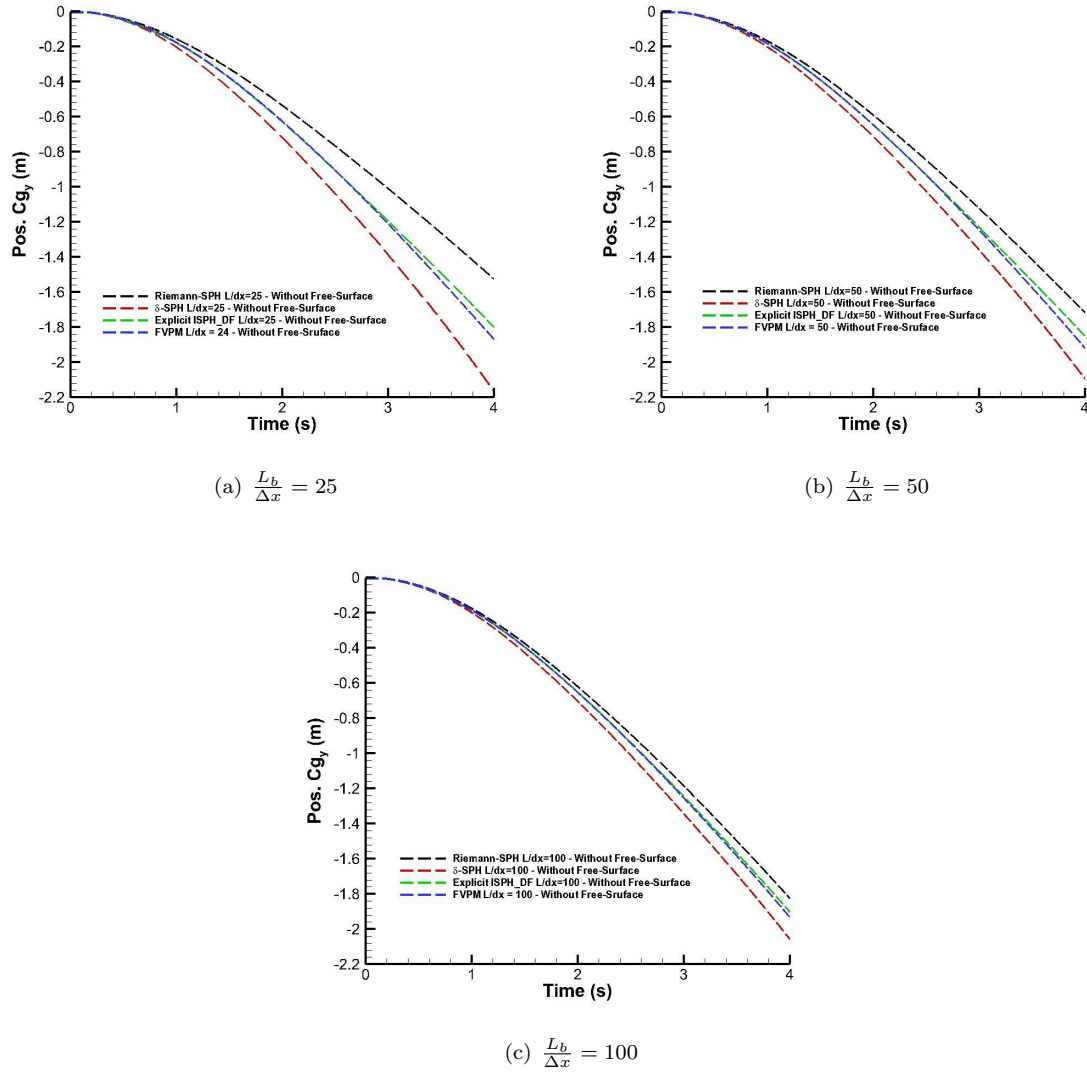 0
-0.2
-0.4
-0.6
-0.8
-1
-1.2
-1.4
-1.6
-1.8
-2
-2.2
Pos. Cg_y (m)
Riemann-SPH L/dx=25 - Without Free-Surface
δ-SPH L/dx=25 - Without Free-Surface
Explicit ISPH_DF L/dx=25 - Without Free-Surface
FVPM L/dx = 24 - Without Free-Sruface
0 1 2 3 4
Time (s)
(a) L_b/Δx = 25
0
-0.2
-0.4
-0.6
-0.8
-1
-1.2
-1.4
-1.6
-1.8
-2
-2.2
Pos. Cg_y (m)
Riemann-SPH L/dx=50 - Without Free-Surface
δ-SPH L/dx=50 - Without Free-Surface
Explicit ISPH_DF L/dx=50 - Without Free-Surface
FVPM L/dx = 50 - Without Free-Sruface
0 1 2 3 4
Time (s)
(b) L_b/Δx = 50
0
-0.2
-0.4
-0.6
-0.8
-1
-1.2
-1.4
-1.6
-1.8
-2
-2.2
Pos. Cg_y (m)
Riemann-SPH L/dx=100 - Without Free-Surface
δ-SPH L/dx=100 - Without Free-Surface
Explicit ISPH_DF L/dx=100 - Without Free-Surface
FVPM L/dx = 100 - Without Free-Sruface
0 1 2 3 4
Time (s)
(c) L_b/Δx = 100